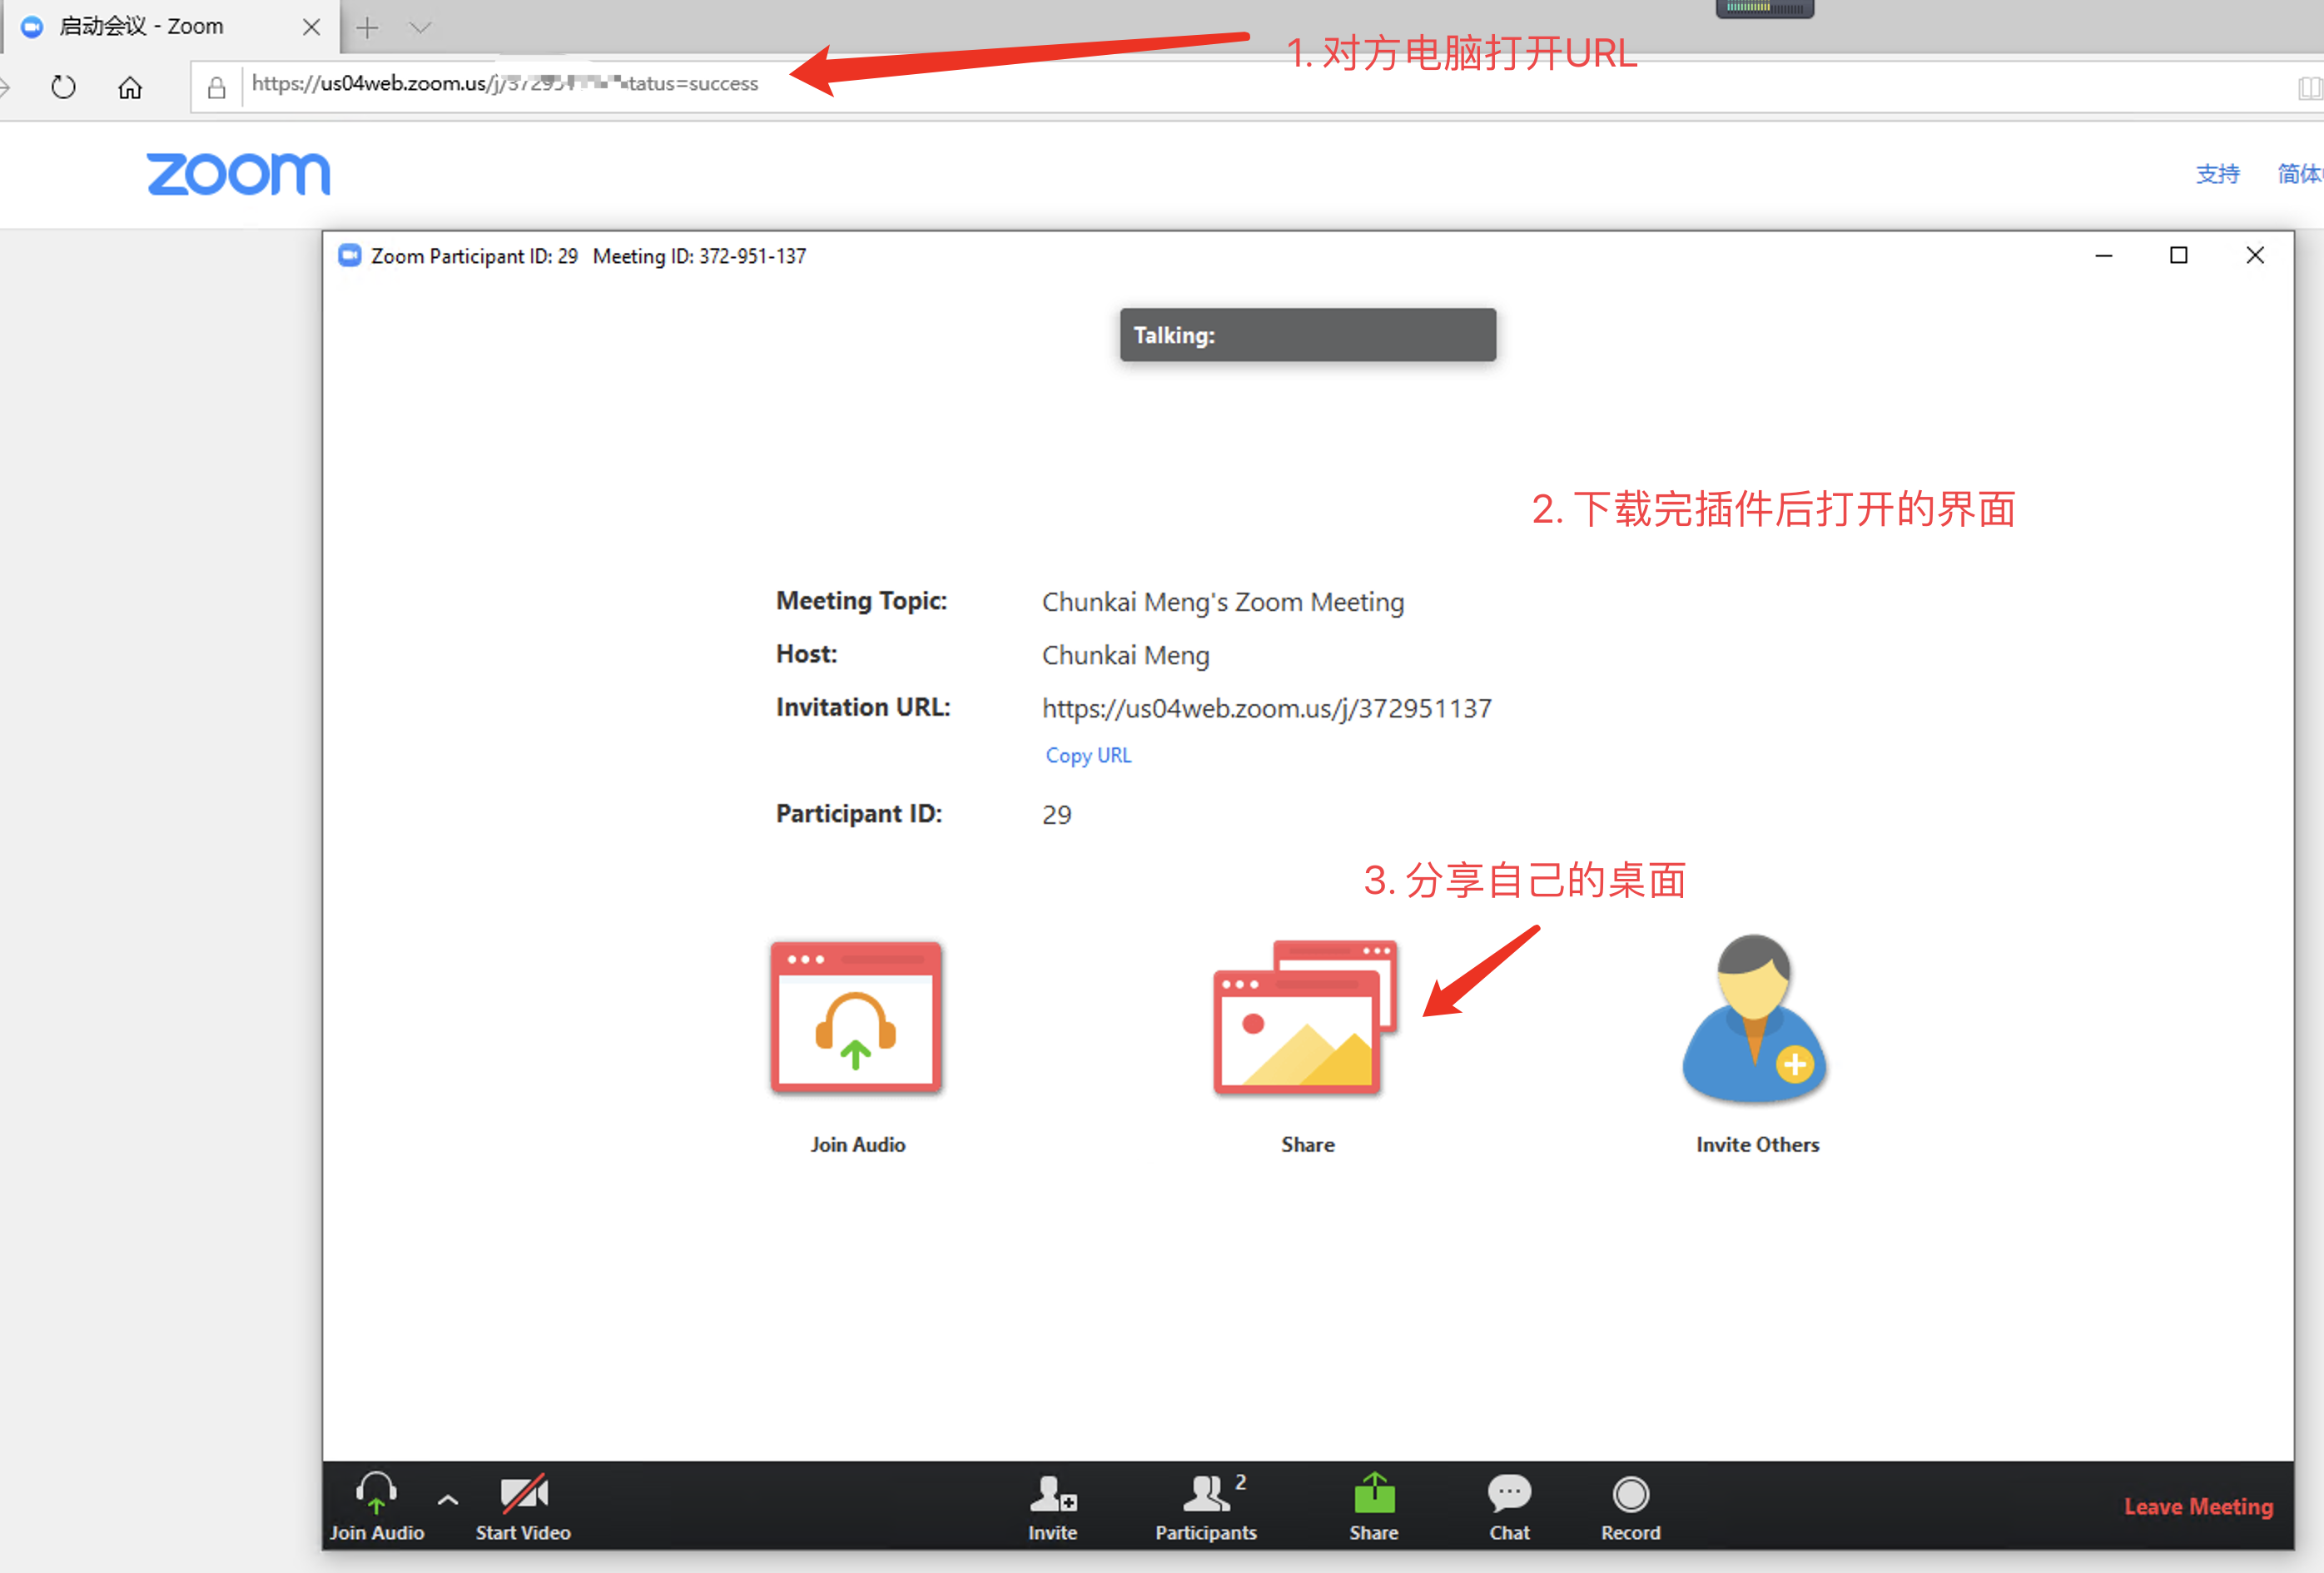 启动会议 - Zoom
1. 对方电脑打开URL
https://us04web.zoom.us/j/37295 tatus=success
zoom
支持 简体
Zoom Participant ID: 29 Meeting ID: 372-951-137
Talking:
2. 下载完插件后打开的界面
Meeting Topic: Chunkai Meng's Zoom Meeting
Host: Chunkai Meng
Invitation URL: https://us04web.zoom.us/j/372951137
Copy URL
Participant ID: 29
3. 分享自己的桌面
Join Audio Share Invite Others
2
Join Audio Start Video Invite Participants Share Chat Record Leave Meeting